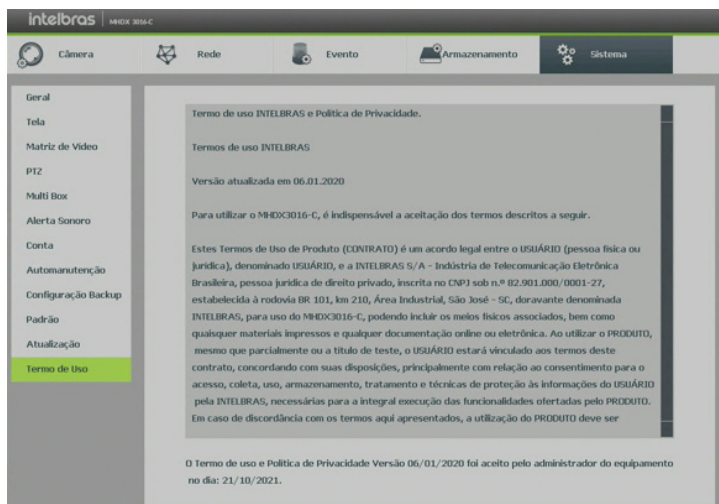 intelbras MHDX 3016-C
Câmera Rede Evento Armazenamento Sistema
Geral
Tela
Matriz de Vídeo
PTZ
Multi Box
Alerta Sonoro
Conta
Automanutenção
Configuração Backup
Padrão
Atualização
Termo de Uso
Termo de uso INTELBRAS e Política de Privacidade.
Termos de uso INTELBRAS
Versão atualizada em 06.01.2020
Para utilizar o MHDX3016-C, é indispensável a aceitação dos termos descritos a seguir.
Estes Termos de Uso de Produto (CONTRATO) é um acordo legal entre o USUÁRIO (pessoa física ou
jurídica), denominado USUÁRIO, e a INTELBRAS S/A - Indústria de Telecomunicação Eletrônica
Brasileira, pessoa jurídica de direito privado, inscrita no CNPJ sob n.º 82.901.000/0001-27,
estabelecida à rodovia BR 101, km 210, Área Industrial, São José - SC, doravante denominada
INTELBRAS, para uso do MHDX3016-C, podendo incluir os meios físicos associados, bem como
quaisquer materiais impressos e qualquer documentação online ou eletrônica. Ao utilizar o PRODUTO,
mesmo que parcialmente ou a título de teste, o USUÁRIO estará vinculado aos termos deste
contrato, concordando com suas disposições, principalmente com relação ao consentimento para o
acesso, coleta, uso, armazenamento, tratamento e técnicas de proteção às informações do USUÁRIO
pela INTELBRAS, necessárias para a integral execução das funcionalidades ofertadas pelo PRODUTO.
Em caso de discordância com os termos aqui apresentados, a utilização do PRODUTO deve ser
O Termo de uso e Política de Privacidade Versão 06/01/2020 foi aceito pelo administrador do equipamento
no dia: 21/10/2021.